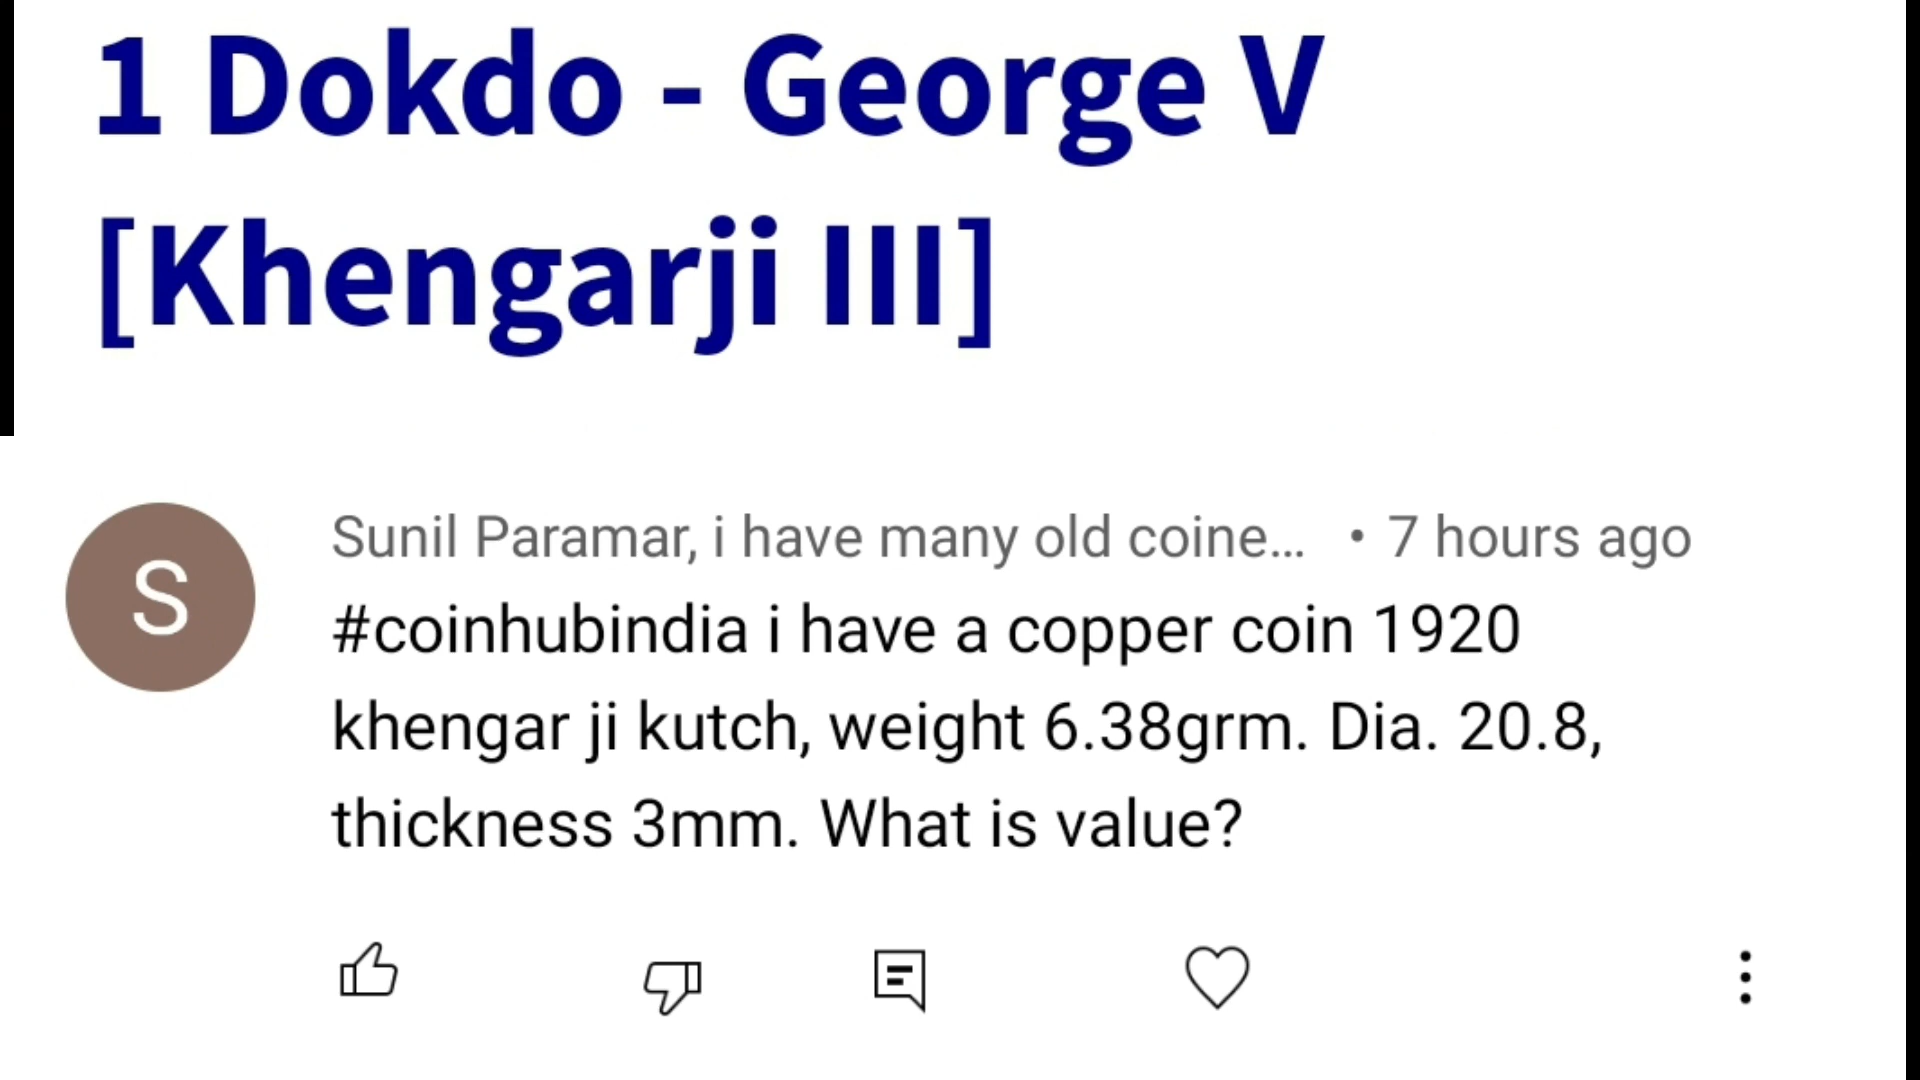 1 Dokdo - George V
[Khengarji III]
S
Sunil Paramar, i have many old coine... • 7 hours ago
#coinhubindia i have a copper coin 1920
khengar ji kutch, weight 6.38grm. Dia. 20.8,
thickness 3mm. What is value?